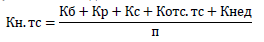 Кн. тс = (Кб + Кр + Кс + Котс. тс + Кнед) / п